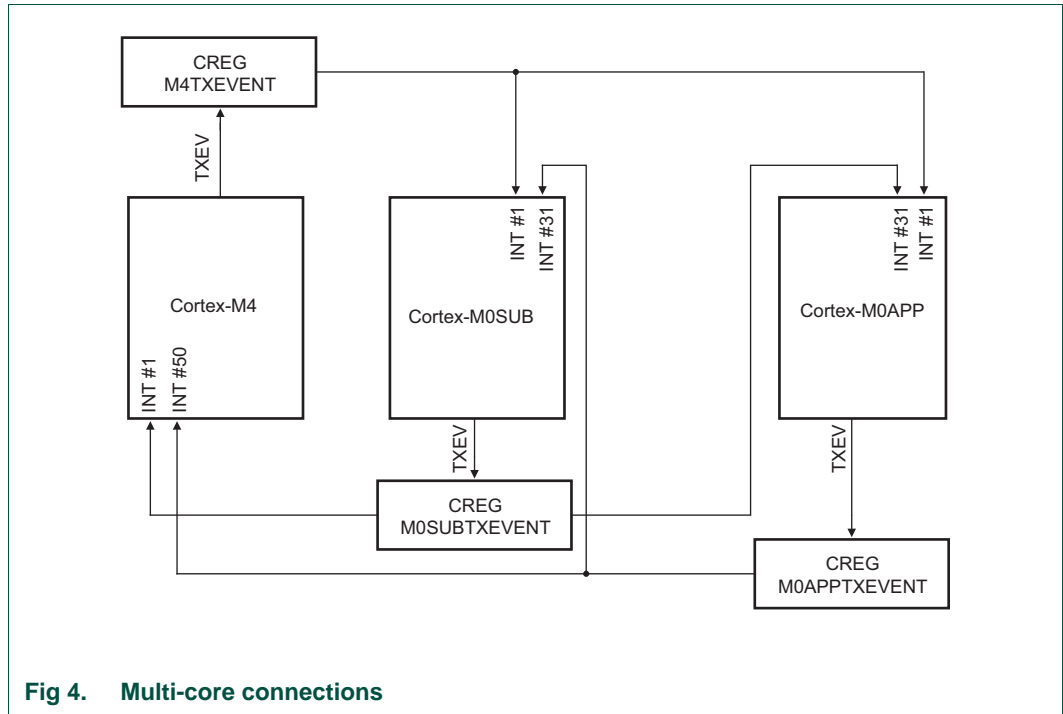 CREG
M4TXEVENT
TXEV
INT #1
INT #31
INT #31
INT #1
Cortex-M4
Cortex-M0SUB
Cortex-M0APP
INT #1
INT #50
TXEV
TXEV
CREG
M0SUBTXEVENT
CREG
M0APPTXEVENT
Fig 4. Multi-core connections